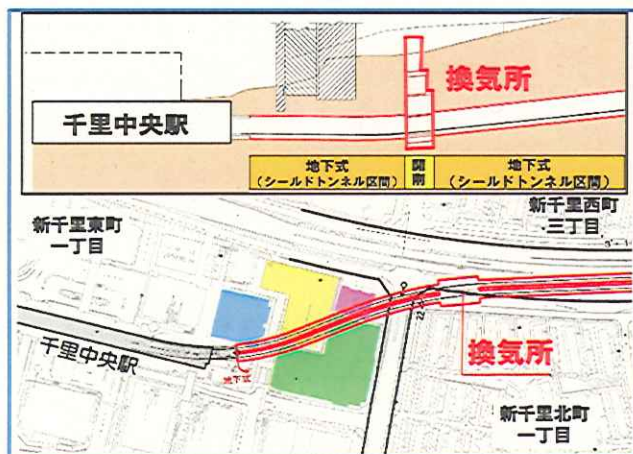 換気所
千里中央駅
地下式
(シールドトンネル区間)
開
削
地下式
(シールドトンネル区間)
新千里東町
一丁目
新千里西町
三丁目
千里中央駅
地下式
換気所
新千里北町
一丁目